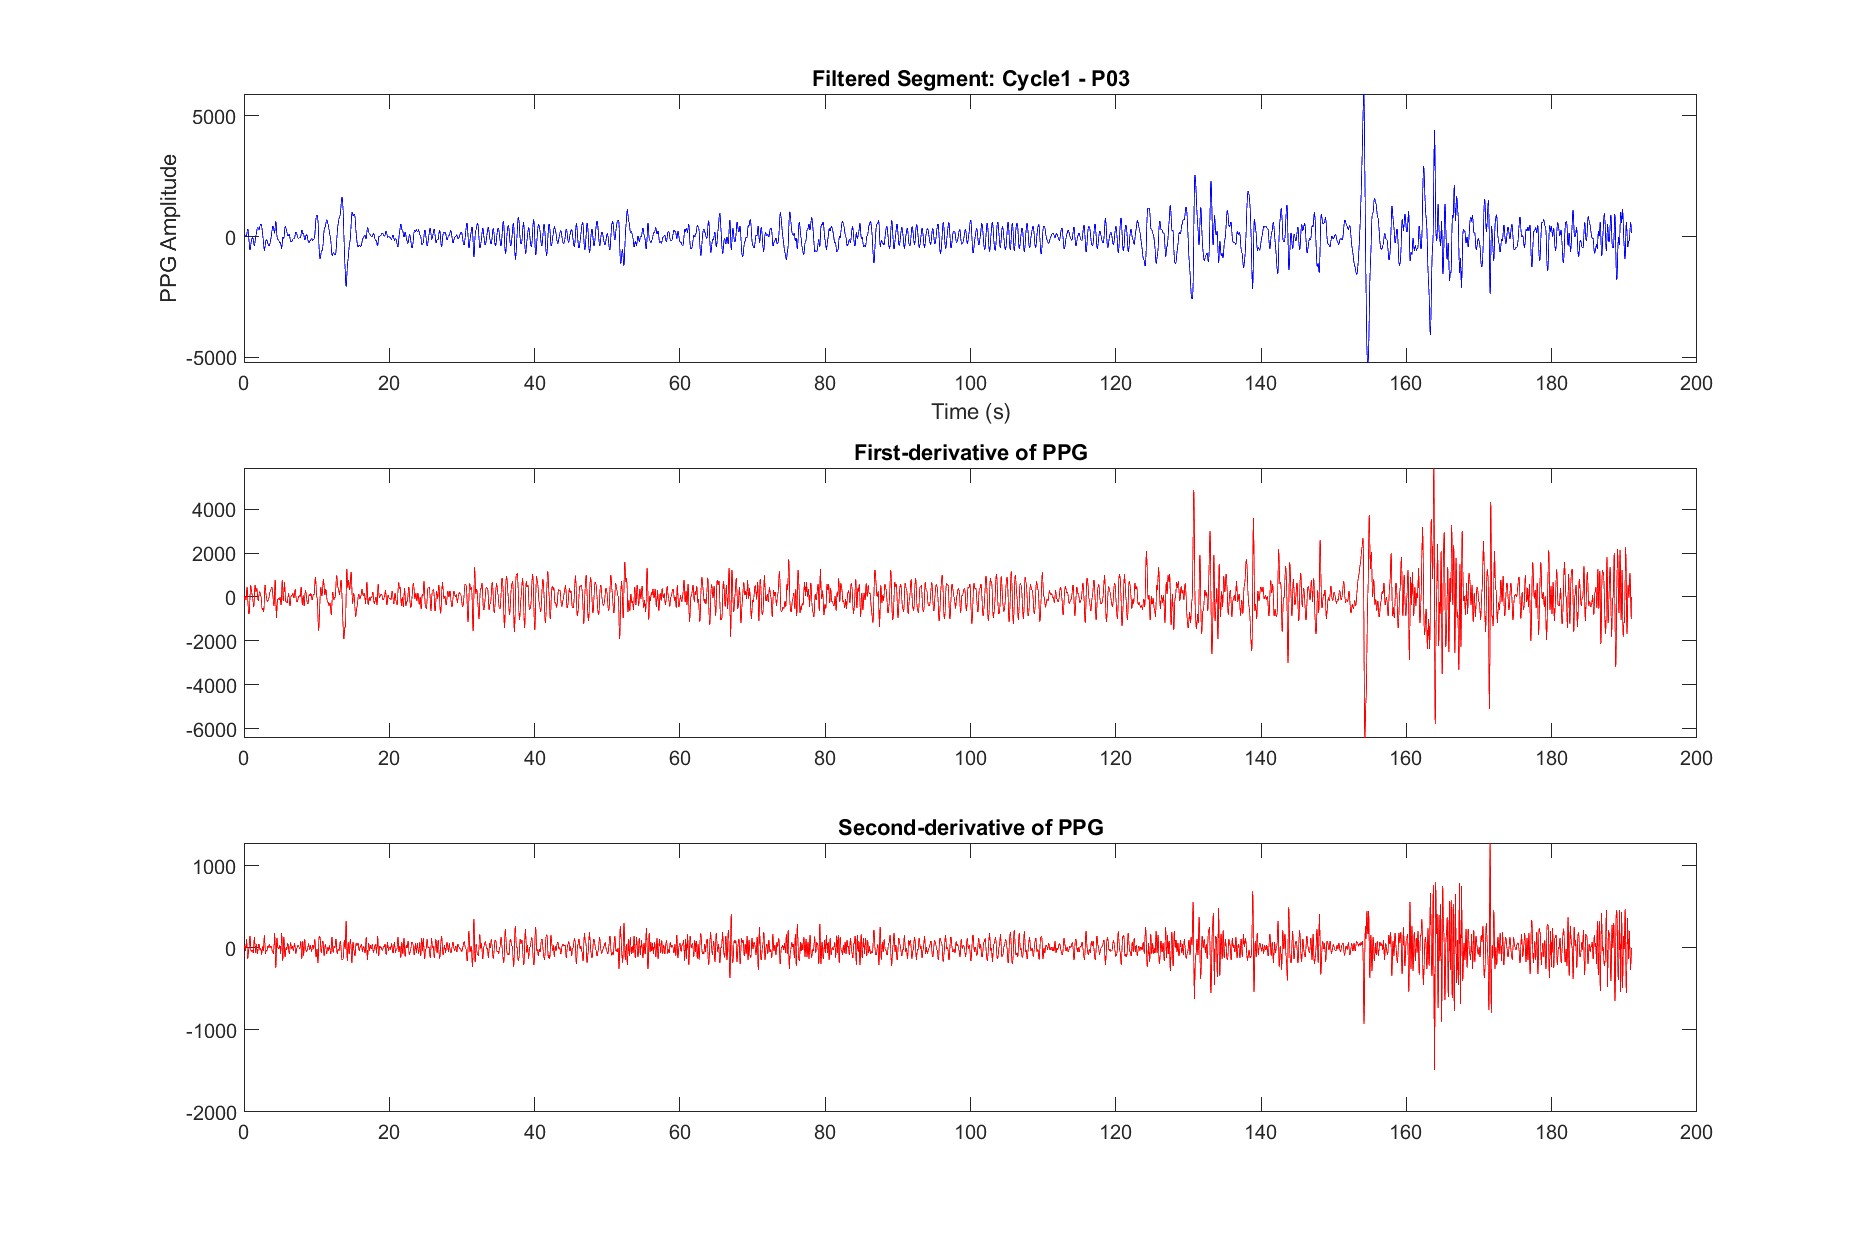 Filtered Segment: Cycle1 - P03
5000
0
-5000
PPG Amplitude
0 20 40 60 80 100 120 140 160 180 200
Time (s)
First-derivative of PPG
4000
2000
0
-2000
-4000
-6000
0 20 40 60 80 100 120 140 160 180 200
Second-derivative of PPG
1000
0
-1000
-2000
0 20 40 60 80 100 120 140 160 180 200